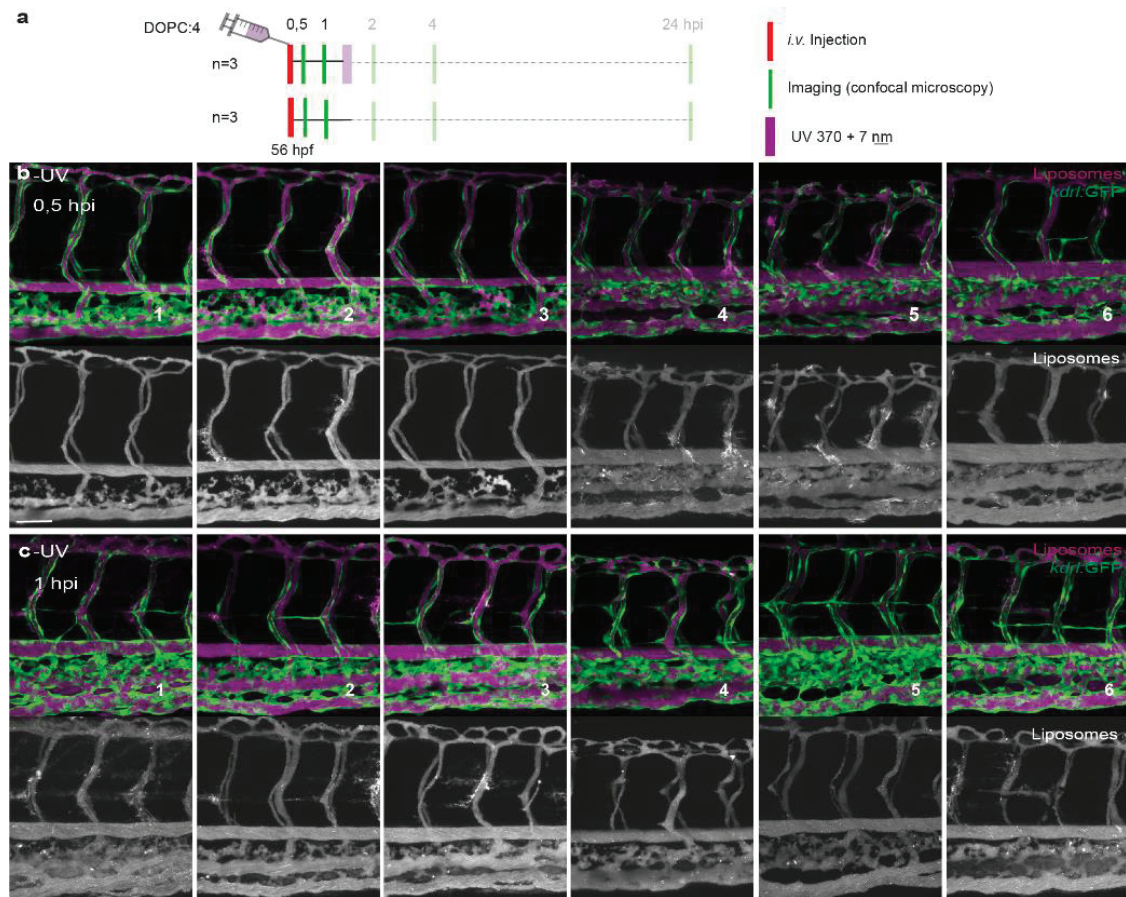 a
DOPC:4
0,5 1 2 4 24 hpi
n=3
n=3
56 hpf
i.v. Injection
Imaging (confocal microscopy)
UV 370 + 7 nm
b -UV
0,5 hpi
Liposomes
kdrl:GFP
1 2 3 4 5 6
Liposomes
c -UV
1 hpi
Liposomes
kdrl:GFP
1 2 3 4 5 6
Liposomes